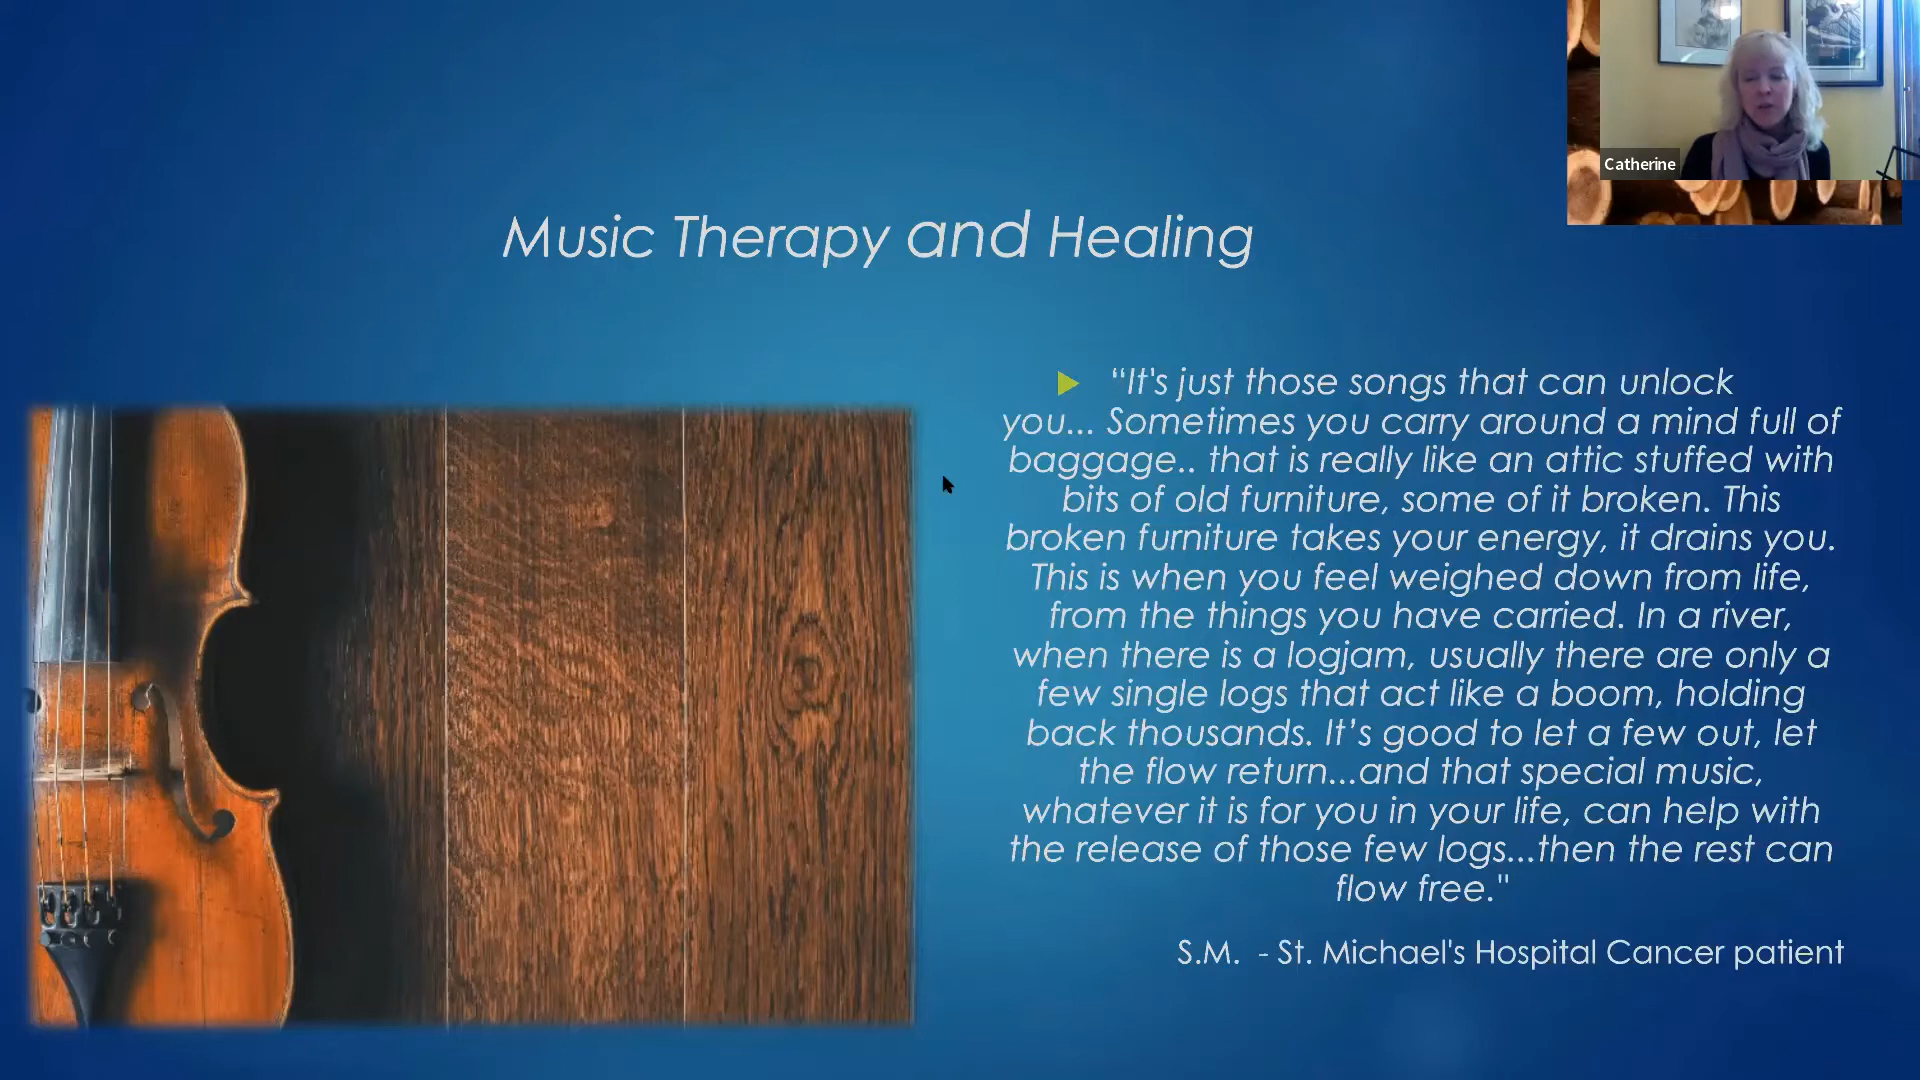 Catherine
Music Therapy and Healing
“It's just those songs that can unlock
you... Sometimes you carry around a mind full of
baggage.. that is really like an attic stuffed with
bits of old furniture, some of it broken. This
broken furniture takes your energy, it drains you.
This is when you feel weighed down from life,
from the things you have carried. In a river,
when there is a logjam, usually there are only a
few single logs that act like a boom, holding
back thousands. It’s good to let a few out, let
the flow return...and that special music,
whatever it is for you in your life, can help with
the release of those few logs...then the rest can
flow free."
S.M. - St. Michael's Hospital Cancer patient